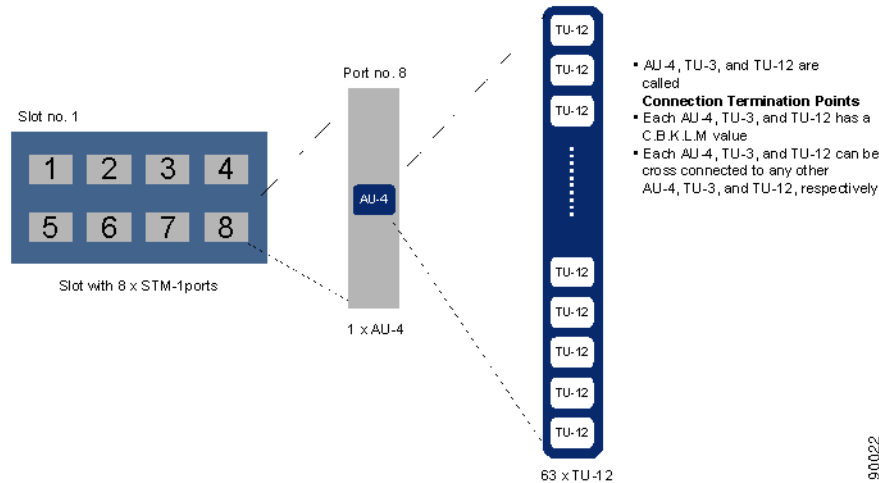 Slot no. 1
1 2 3 4
5 6 7 8
Slot with 8 x STM-1ports
Port no. 8
AU-4
1 x AU-4
TU-12
TU-12
TU-12
TU-12
TU-12
TU-12
TU-12
TU-12
63 x TU-12
▪ AU-4, TU-3, and TU-12 are
called
Connection Termination Points
▪ Each AU-4, TU-3, and TU-12 has a
C.B.K.L.M value
▪ Each AU-4, TU-3, and TU-12 can be
cross connected to any other
AU-4, TU-3, and TU-12, respectively
90022